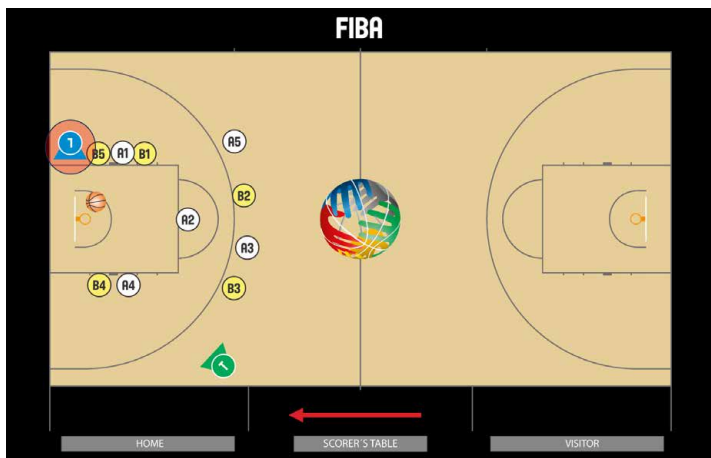 FIBA
1
B5 A1 B1
A5
B2
A2
A3
B4 A4
B3
T
HOME
SCORER'S TABLE
VISITOR